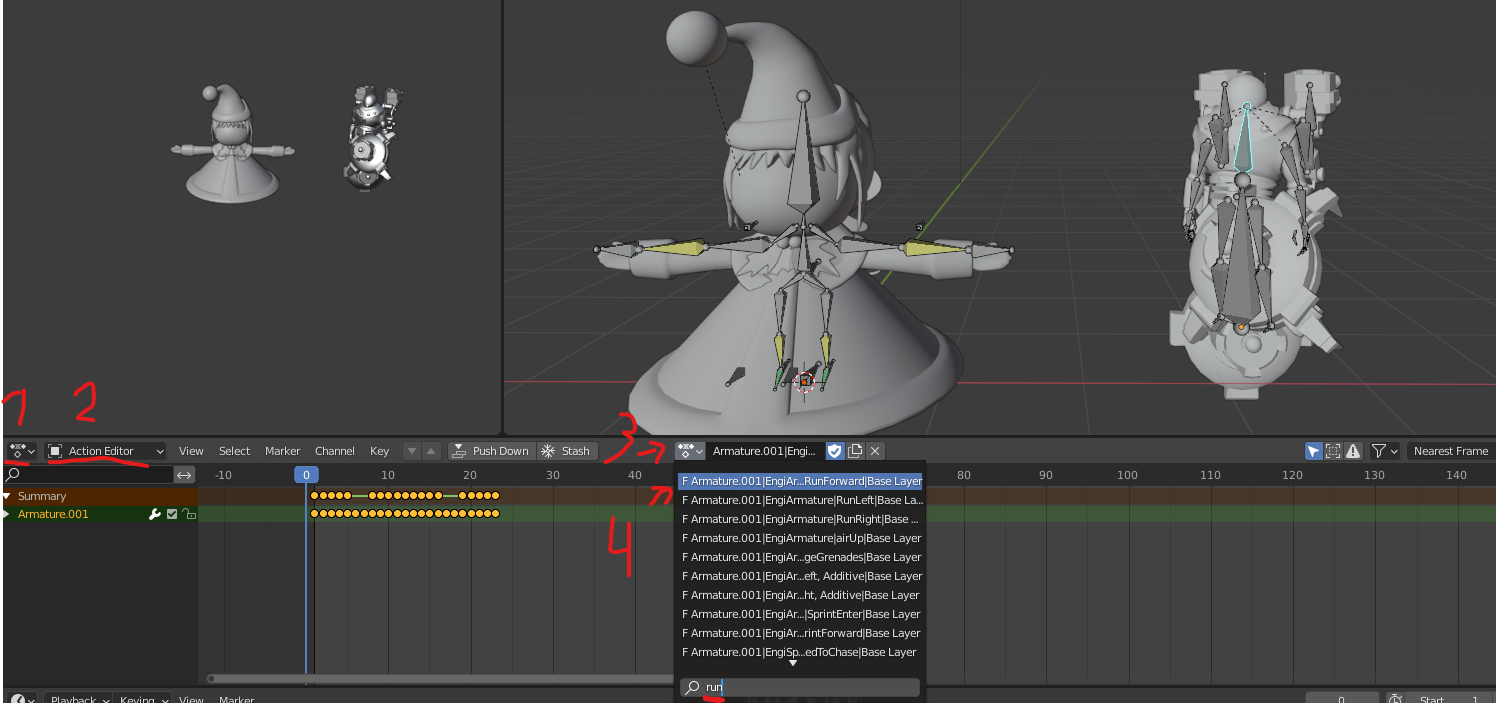 1 2 3 4
Action Editor View Select Marker Channel Key Push Down Stash Armature.001|Engi... Nearest Frame
-10 0 10 20 30 40 80 90 100 110 120 130 140
Summary
Armature.001
F Armature.001|EngiAr...RunForward|Base Layer
F Armature.001|EngiArmature|RunLeft|Base La...
F Armature.001|EngiArmature|RunRight|Base ...
F Armature.001|EngiArmature|airUp|Base Layer
F Armature.001|EngiAr...geGrenades|Base Layer
F Armature.001|EngiAr...eft, Additive|Base Layer
F Armature.001|EngiAr...ht, Additive|Base Layer
F Armature.001|EngiAr...|SprintEnter|Base Layer
F Armature.001|EngiAr...rintForward|Base Layer
F Armature.001|EngiSp...edToChase|Base Layer
run
Playback Keying View Marker 0 Start 1